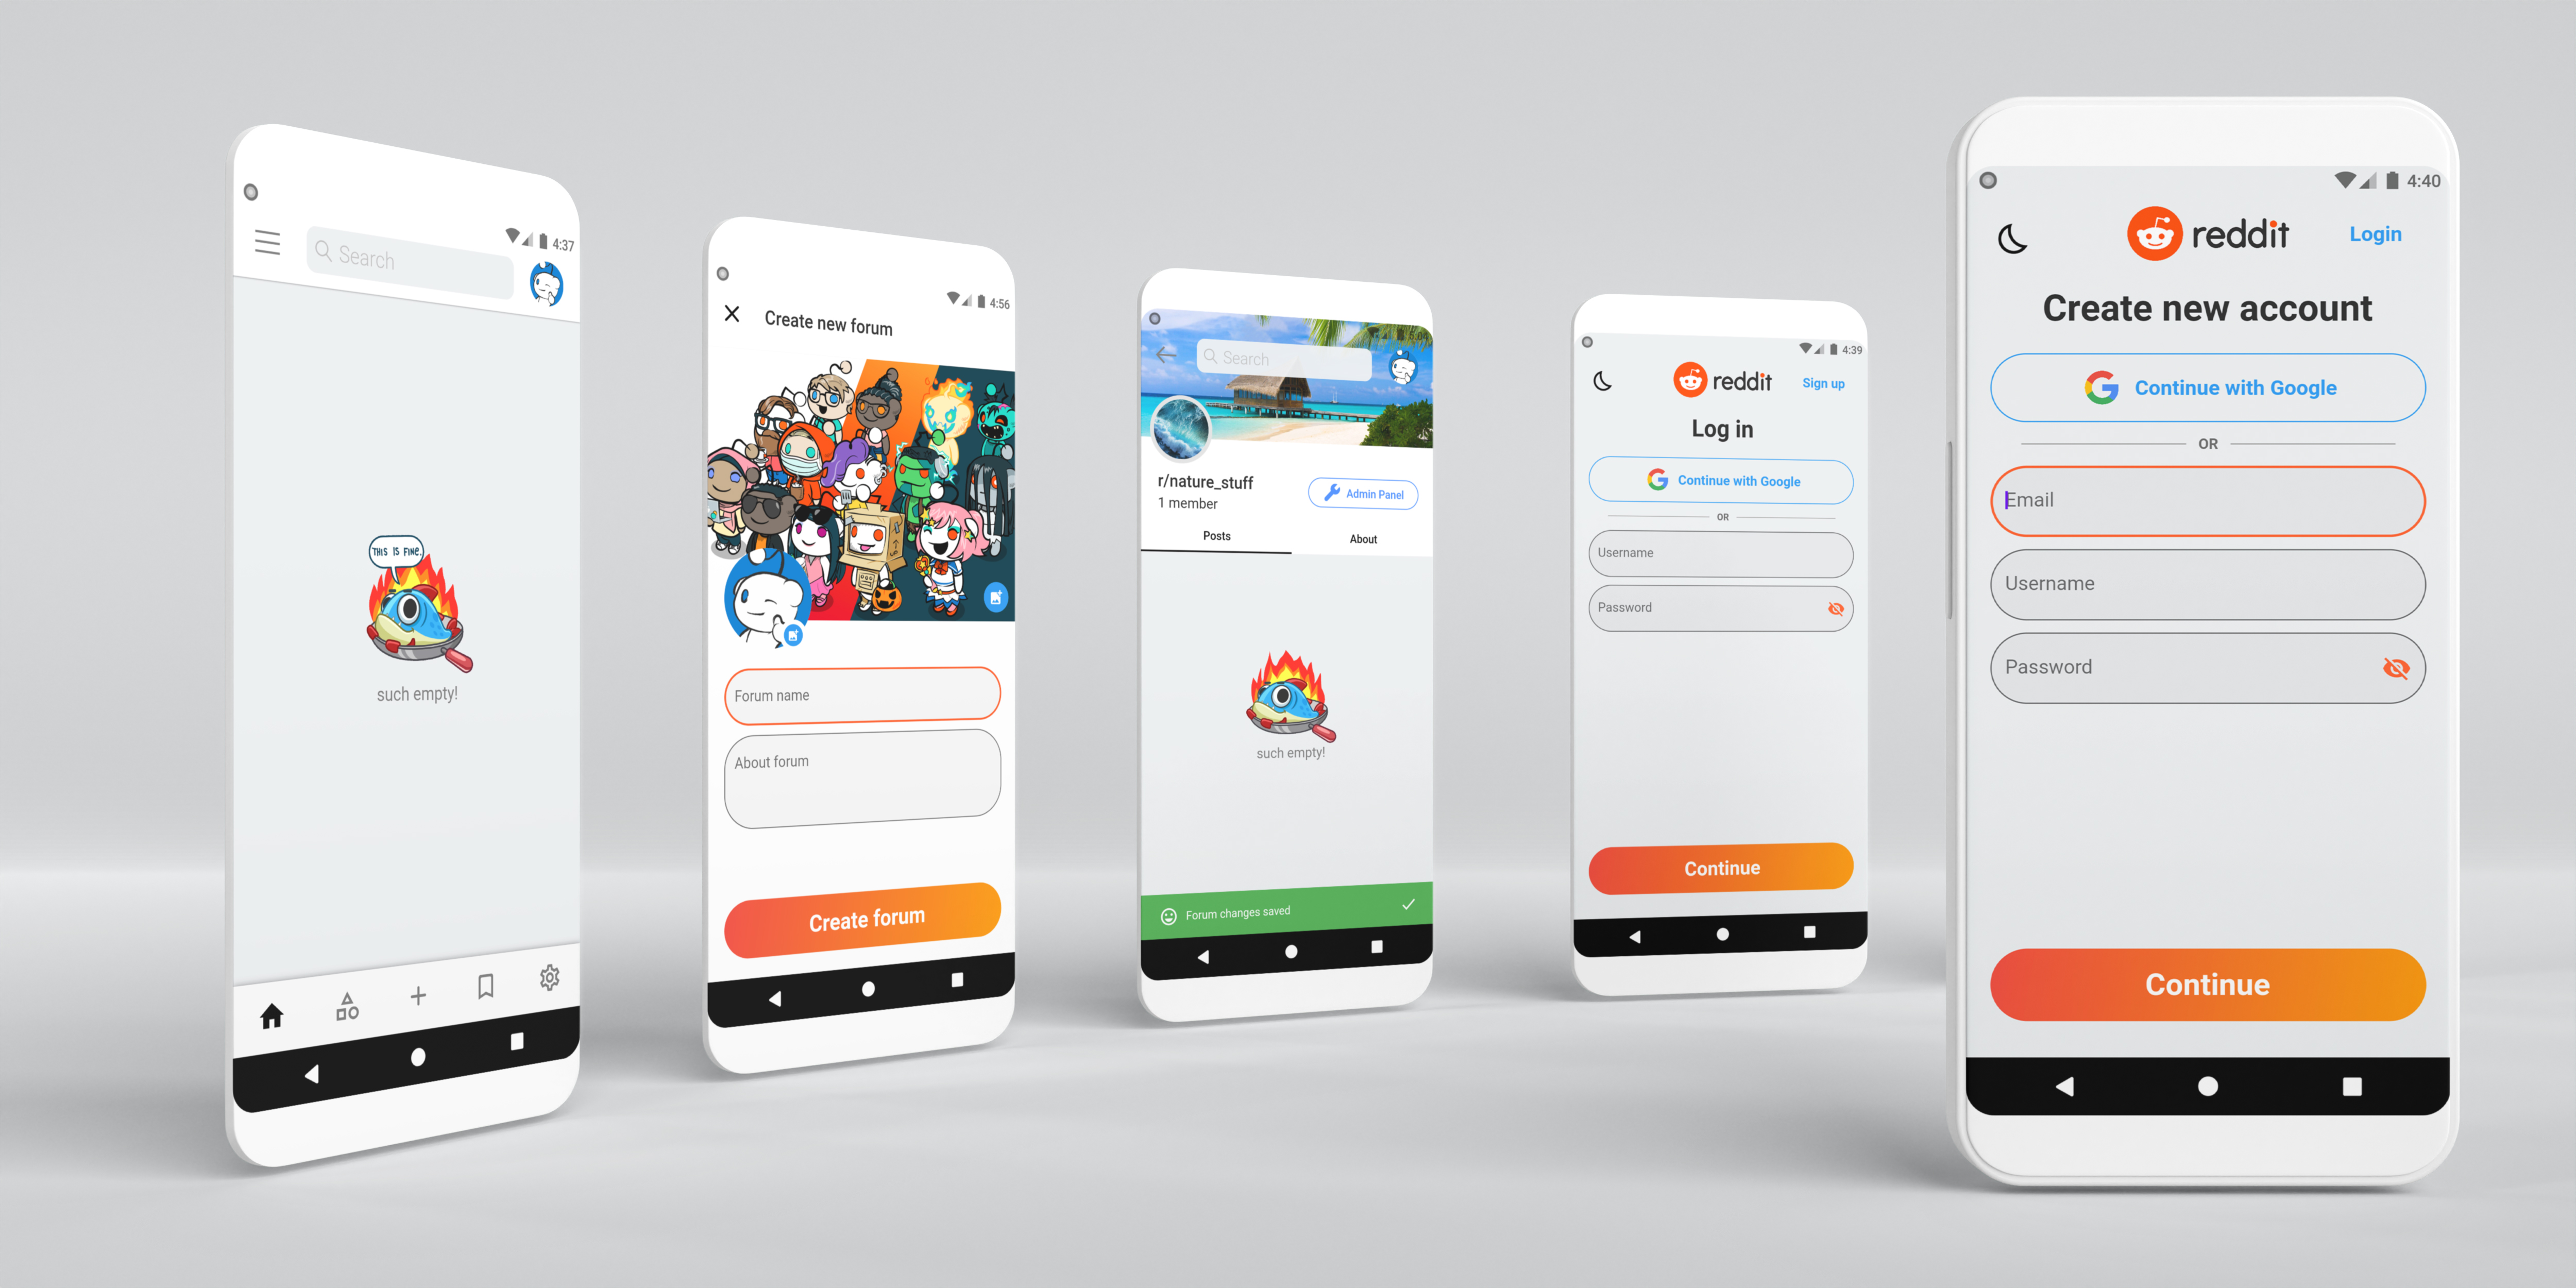 4:37
Search
THIS IS FINE.
such empty!
4:56
Create new forum
Forum name
About forum
Create forum
Search
r/nature_stuff
1 member
Admin Panel
Posts
About
such empty!
Forum changes saved
4:39
reddit
Sign up
Log in
Continue with Google
OR
Username
Password
Continue
4:40
reddit
Login
Create new account
Continue with Google
OR
Email
Username
Password
Continue